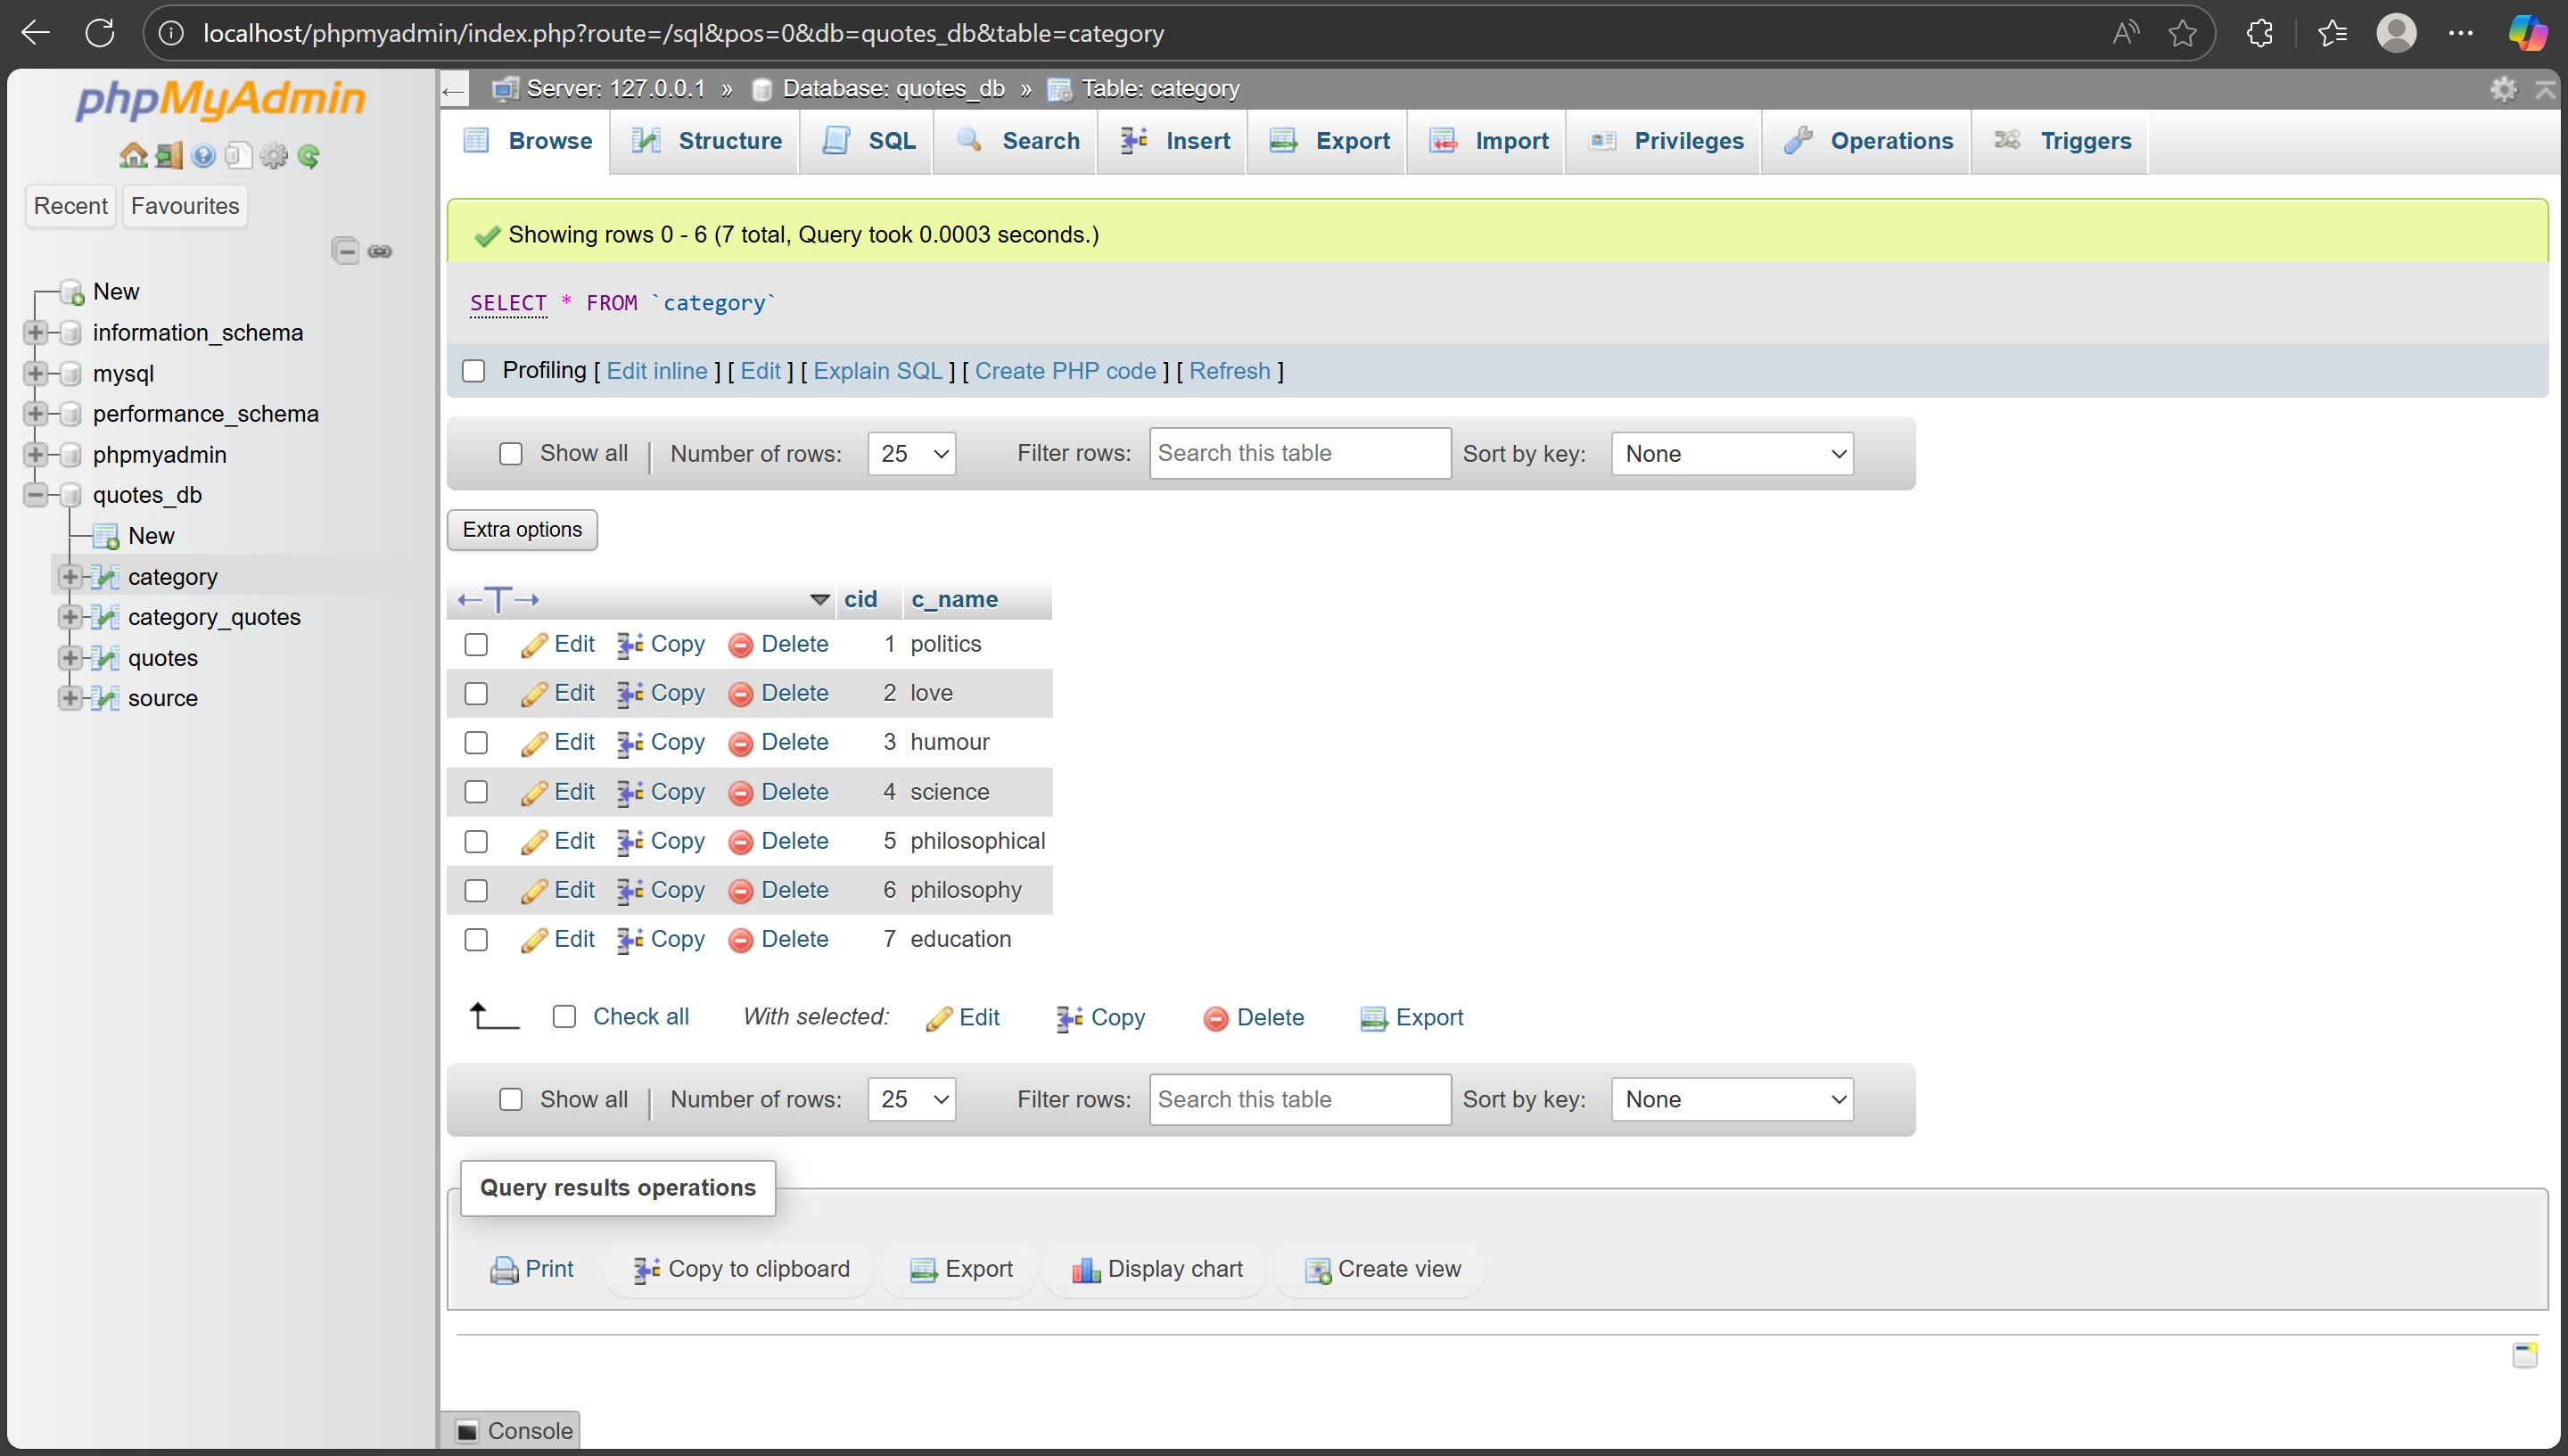 localhost/phpmyadmin/index.php?route=/sql&pos=0&db=quotes_db&table=category
phpMyAdmin
Recent Favourites
New
information_schema
mysql
performance_schema
phpmyadmin
quotes_db
New
category
category_quotes
quotes
source
Server: 127.0.0.1 » Database: quotes_db » Table: category
Browse Structure SQL Search Insert Export Import Privileges Operations Triggers
Showing rows 0 - 6 (7 total, Query took 0.0003 seconds.)
SELECT * FROM `category`
Profiling [ Edit inline ] [ Edit ] [ Explain SQL ] [ Create PHP code ] [ Refresh ]
Show all | Number of rows: 25 Filter rows: Search this table Sort by key: None
Extra options
←T→ cid c_name
Edit Copy Delete 1 politics
Edit Copy Delete 2 love
Edit Copy Delete 3 humour
Edit Copy Delete 4 science
Edit Copy Delete 5 philosophical
Edit Copy Delete 6 philosophy
Edit Copy Delete 7 education
Check all With selected: Edit Copy Delete Export
Show all | Number of rows: 25 Filter rows: Search this table Sort by key: None
Query results operations
Print Copy to clipboard Export Display chart Create view
Console